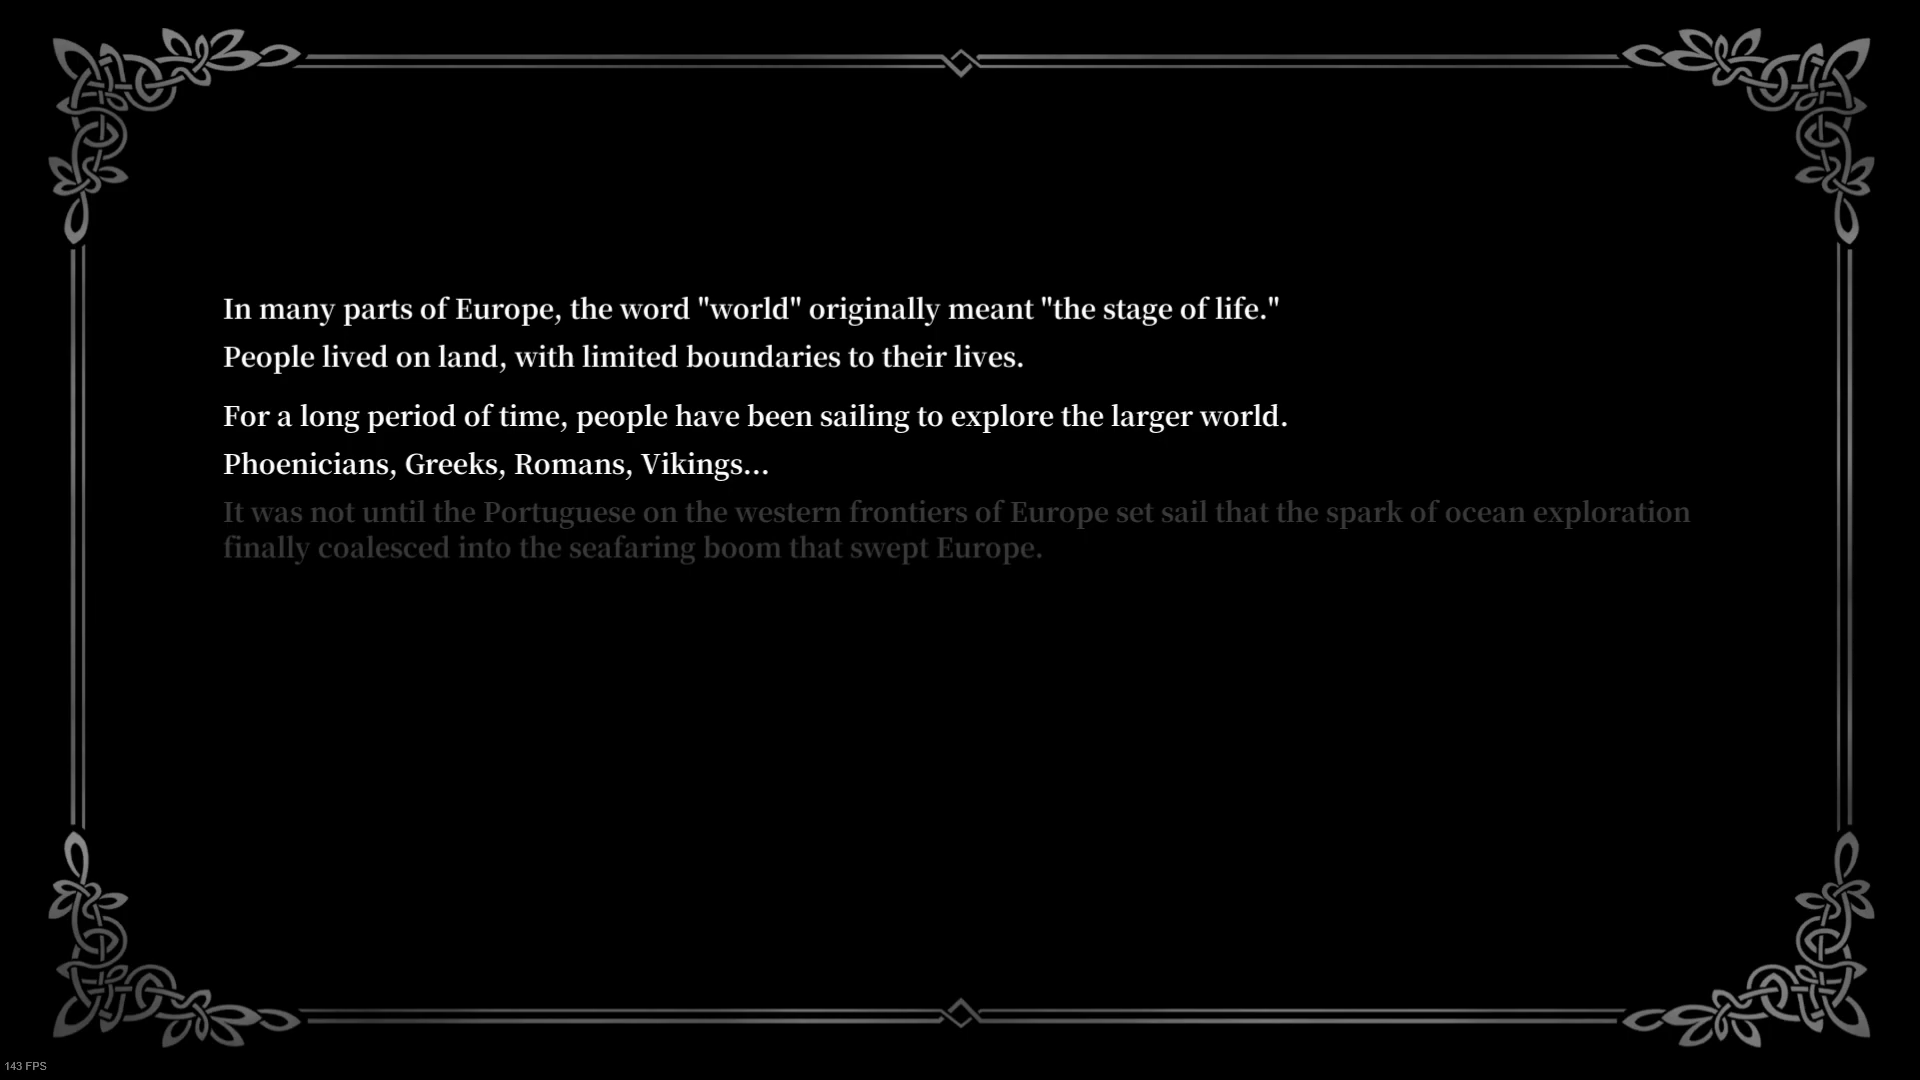 In many parts of Europe, the word "world" originally meant "the stage of life."
People lived on land, with limited boundaries to their lives.
For a long period of time, people have been sailing to explore the larger world.
Phoenicians, Greeks, Romans, Vikings...
It was not until the Portuguese on the western frontiers of Europe set sail that the spark of ocean exploration
finally coalesced into the seafaring boom that swept Europe.
143 FPS